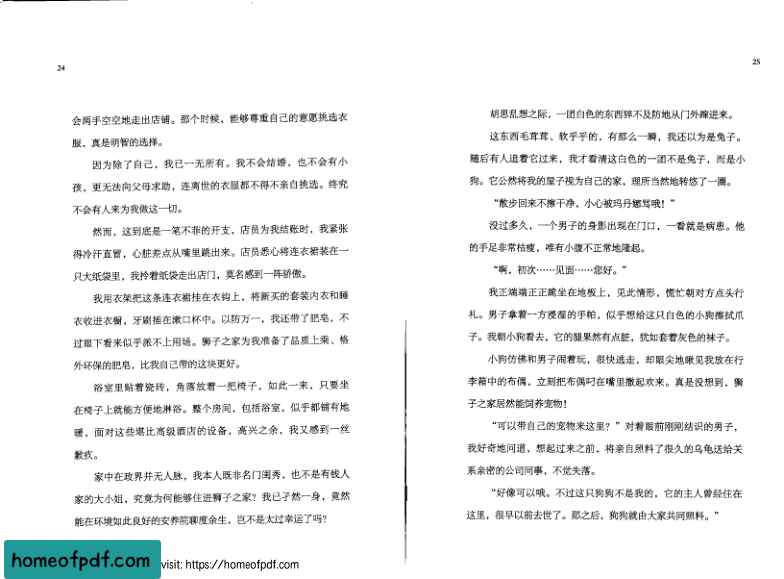 24
会两手空空地走出店铺。那个时候，能够尊重自己的意愿挑选衣
服，真是明智的选择。
因为除了自己，我已一无所有。我不会结婚，也不会有小
孩，更无法向父母求助，连离世的衣服都不得不亲自挑选。终究
不会有人来为我做这一切。
然而，这到底是一笔不菲的开支，店员为我结账时，我紧张
得冷汗直冒，心脏差点从嘴里跳出来。店员悉心将连衣裙装在一
只大纸袋里，我拎着纸袋走出店门，莫名感到一阵骄傲。
我用衣架把这条连衣裙挂在衣钩上，将新买的套装内衣和睡
衣收进衣橱，牙刷插在漱口杯中。以防万一，我还带了肥皂，不
过眼下看来似乎派不上用场。狮子之家为我准备了品质上乘、格
外环保的肥皂，比我自己带的这块更好。
浴室里贴着瓷砖，角落放着一把椅子，如此一来，只要坐
在椅子上就能方便地淋浴。整个房间，包括浴室，似乎都铺有地
暖，面对这些堪比高级酒店的设备，高兴之余，我又感到一丝
歉疚。
家中在政界并无人脉，我本人既非名门闺秀，也不是有钱人
家的大小姐，究竟为何能够住进狮子之家？我已孑然一身，竟然
能在环境如此良好的安养院聊度余生，岂不是太过幸运了吗？
25
胡思乱想之际，一团白色的东西猝不及防地从门外蹿进来。
这东西毛茸茸、软乎乎的，有那么一瞬，我还以为是兔子。
随后有人追着它过来，我才看清这白色的一团不是兔子，而是小
狗。它公然将我的屋子视为自己的家，理所当然地转悠了一圈。
“散步回来不擦干净，小心被玛丹娜骂哦！”
没过多久，一个男子的身影出现在门口，一看就是病患。他
的手足非常枯瘦，唯有小腹不正常地隆起。
“啊，初次……见面……您好。”
我正端端正正跪坐在地板上，见此情形，慌忙朝对方点头行
礼。男子拿着一方浸湿的手帕，似乎想给这只白色的小狗擦拭爪
子。我朝小狗看去，它的腿果然有点脏，犹如套着灰色的袜子。
小狗仿佛和男子闹着玩，很快逃走，却眼尖地瞅见我放在行
李箱中的布偶，立刻把布偶叼在嘴里撒起欢来。真是没想到，狮
子之家居然能饲养宠物！
“可以带自己的宠物来这里？”对着眼前刚刚结识的男子，
我好奇地问道，想起过来之前，将亲自照料了很久的乌龟送给关
系亲密的公司同事，不觉失落。
“好像可以哦。不过这只狗狗不是我的，它的主人曾经住在
这里，很早以前去世了。那之后，狗狗就由大家共同照料。”
homeofpdf.com
visit: https://homeofpdf.com